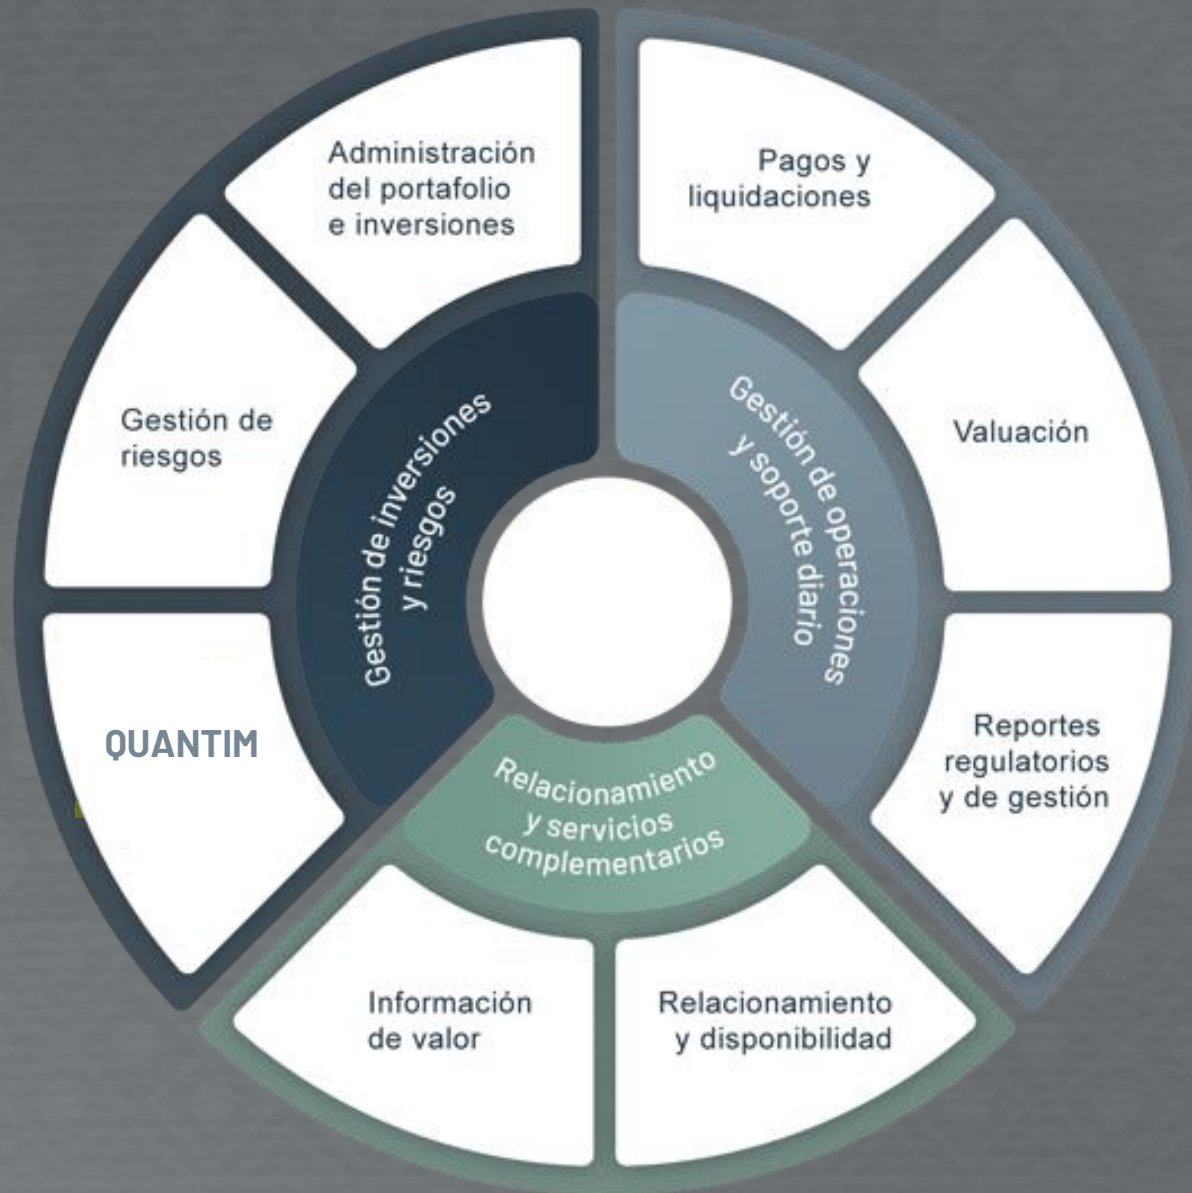 Administración
del portafolio
e inversiones
Pagos y
liquidaciones
Gestión de
riesgos
Valuación
Gestión de inversiones
y riesgos
Gestión de operaciones
y soporte diario
QUANTIM
Reportes
regulatorios
y de gestión
Relacionamiento
y servicios
complementarios
Información
de valor
Relacionamiento
y disponibilidad